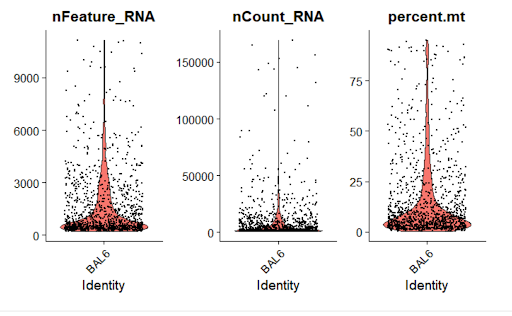 nFeature_RNA
9000
6000
3000
0
BAL6
Identity
nCount_RNA
150000
100000
50000
0
BAL6
Identity
percent.mt
75
50
25
0
BAL6
Identity